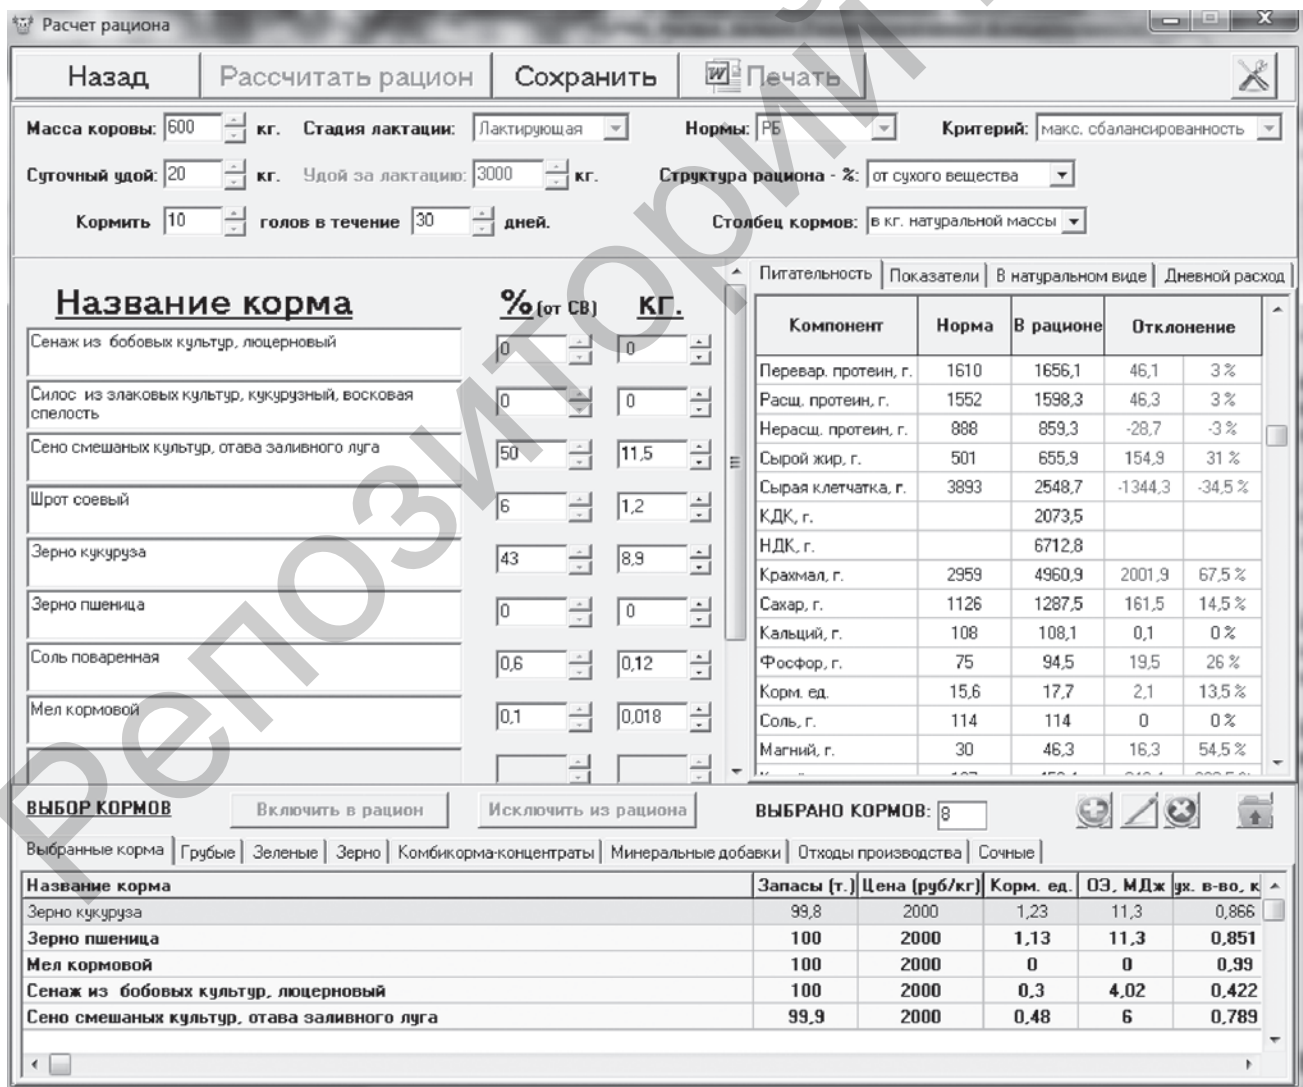 Расчет рациона
Назад Рассчитать рацион Сохранить Печать
Масса коровы: 600 кг. Стадия лактации: Лактирующая Нормы: РБ Критерий: макс. сбалансированность
Суточный удой: 20 кг. Удой за лактацию: 3000 кг. Структура рациона - %: от сухого вещества
Кормить 10 голов в течение 30 дней. Столбец кормов: в кг. натуральной массы
Название корма % (от СВ) кг.
Сенаж из бобовых культур, люцерновый 0 0
Силос из злаковых культур, кукурузный, восковая
спелость 0 0
Сено смешаных культур, отава заливного луга 50 11,5
Шрот соевый 6 1,2
Зерно кукуруза 43 8,9
Зерно пшеница 0 0
Соль поваренная 0,6 0,12
Мел кормовой 0,1 0,018
Питательность Показатели В натуральном виде Дневной расход
Компонент Норма В рационе Отклонение
Перевар. протеин, г. 1610 1656,1 46,1 3 %
Расщ. протеин, г. 1552 1598,3 46,3 3 %
Нерасщ. протеин, г. 888 859,3 -28,7 -3 %
Сырой жир, г. 501 655,9 154,9 31 %
Сырая клетчатка, г. 3893 2548,7 -1344,3 -34,5 %
КДК, г. 2073,5
НДК, г. 6712,8
Крахмал, г. 2959 4960,9 2001,9 67,5 %
Сахар, г. 1126 1287,5 161,5 14,5 %
Кальций, г. 108 108,1 0,1 0 %
Фосфор, г. 75 94,5 19,5 26 %
Корм. ед. 15,6 17,7 2,1 13,5 %
Соль, г. 114 114 0 0 %
Магний, г. 30 46,3 16,3 54,5 %
ВЫБОР КОРМОВ Включить в рацион Исключить из рациона ВЫБРАНО КОРМОВ: 8
Выбранные корма Грубые Зеленые Зерно Комбикорма-концентраты Минеральные добавки Отходы производства Сочные
Название корма Запасы (т.) Цена (руб/кг) Корм. ед. ОЭ, МДж ух. в-во, к
Зерно кукуруза 99,8 2000 1,23 11,3 0,866
Зерно пшеница 100 2000 1,13 11,3 0,851
Мел кормовой 100 2000 0 0 0,99
Сенаж из бобовых культур, люцерновый 100 2000 0,3 4,02 0,422
Сено смешаных культур, отава заливного луга 99,9 2000 0,48 6 0,789
Репозиторий